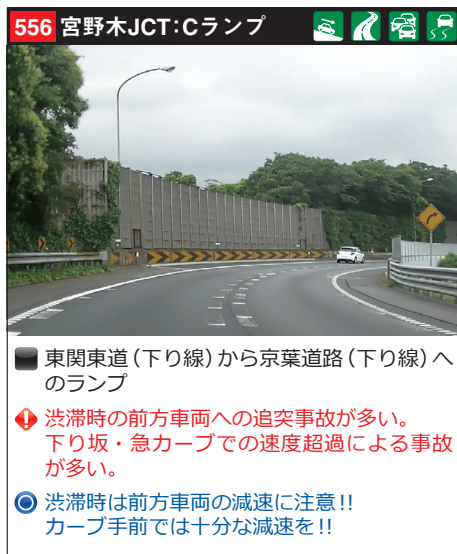 556 宮野木JCT:Cランプ
東関東道(下り線)から京葉道路(下り線)へ
のランプ
渋滞時の前方車両への追突事故が多い。
下り坂・急カーブでの速度超過による事故
が多い。
渋滞時は前方車両の減速に注意!!
カーブ手前では十分な減速を!!